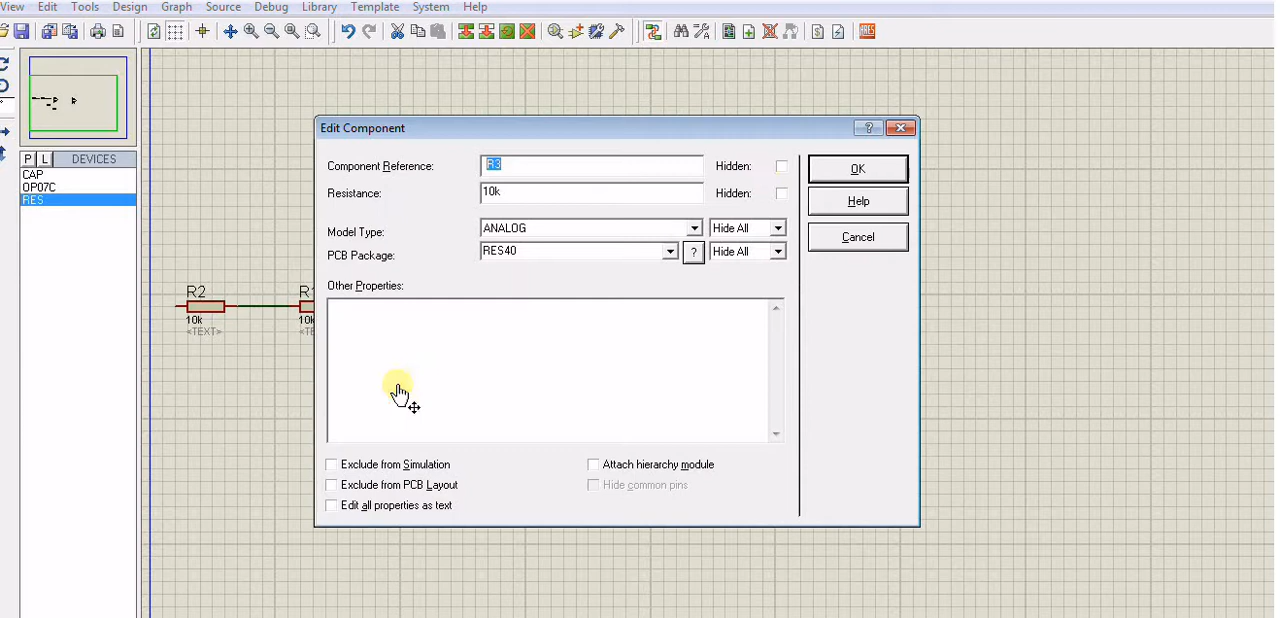 View Edit Tools Design Graph Source Debug Library Template System Help
P L DEVICES
CAP
OP07C
RES
R2
10k
<TEXT>
10k
Edit Component
Component Reference: R3 Hidden:
Resistance: 10k Hidden:
Model Type: ANALOG Hide All
PCB Package: RES40 ? Hide All
Other Properties:
Exclude from Simulation Attach hierarchy module
Exclude from PCB Layout Hide common pins
Edit all properties as text
OK
Help
Cancel